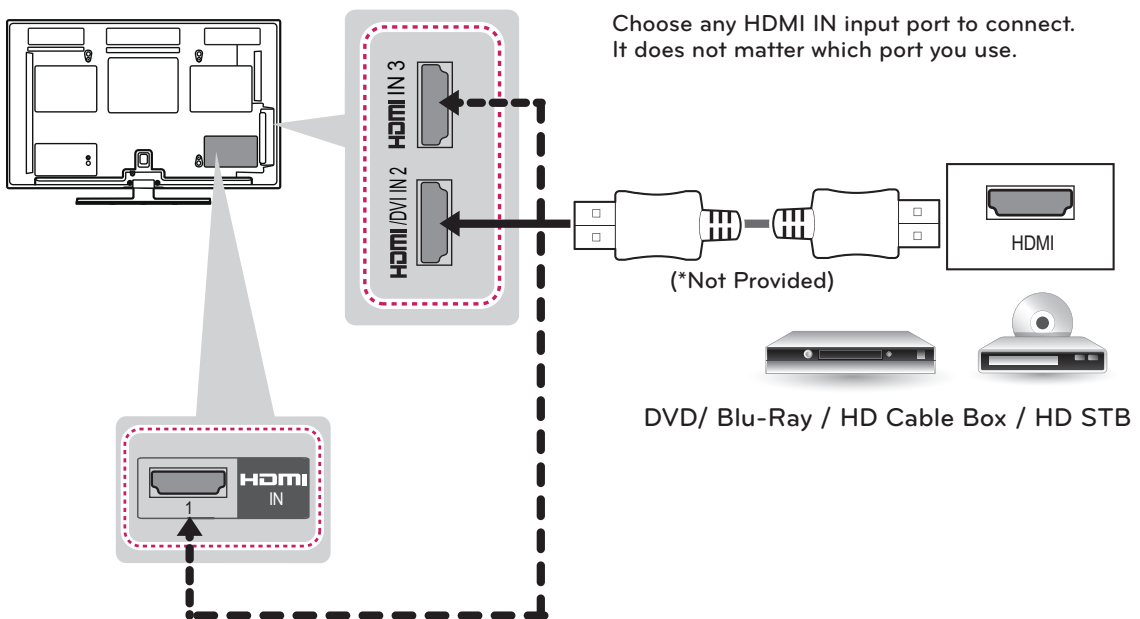 Choose any HDMI IN input port to connect.
It does not matter which port you use.
HDMI IN 3
HDMI /DVI IN 2
HDMI
(*Not Provided)
DVD/ Blu-Ray / HD Cable Box / HD STB
HDMI
IN
1